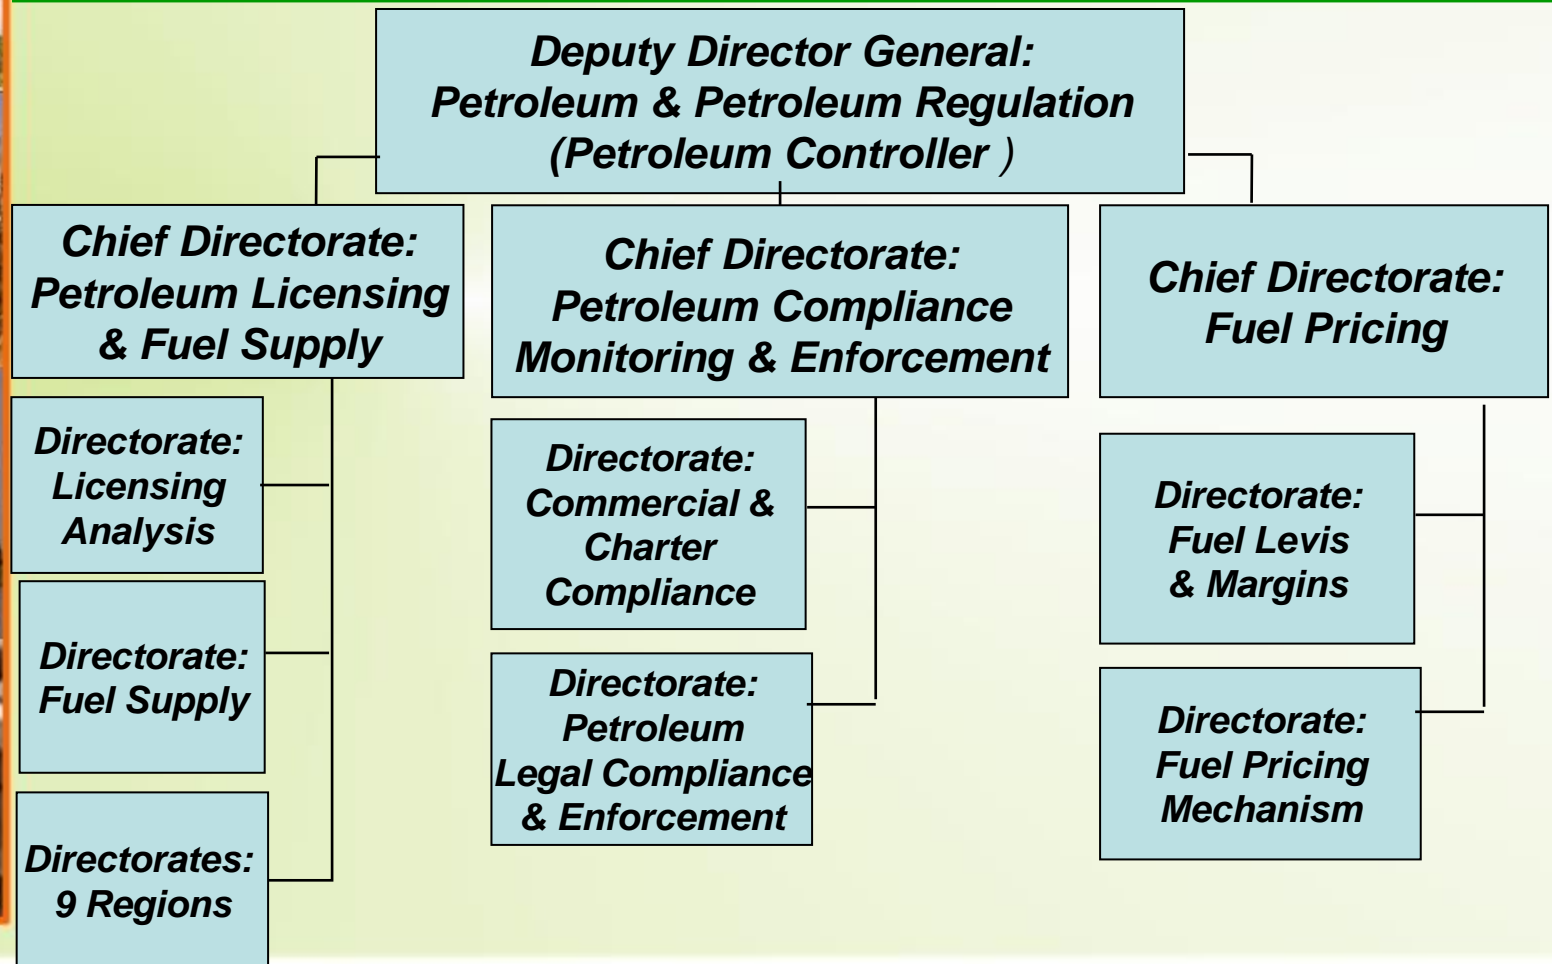 Deputy Director General:
Petroleum & Petroleum Regulation
(Petroleum Controller )
Chief Directorate:
Petroleum Licensing
& Fuel Supply
Chief Directorate:
Petroleum Compliance
Monitoring & Enforcement
Chief Directorate:
Fuel Pricing
Directorate:
Licensing
Analysis
Directorate:
Fuel Supply
Directorates:
9 Regions
Directorate:
Commercial &
Charter
Compliance
Directorate:
Petroleum
Legal Compliance
& Enforcement
Directorate:
Fuel Levis
& Margins
Directorate:
Fuel Pricing
Mechanism